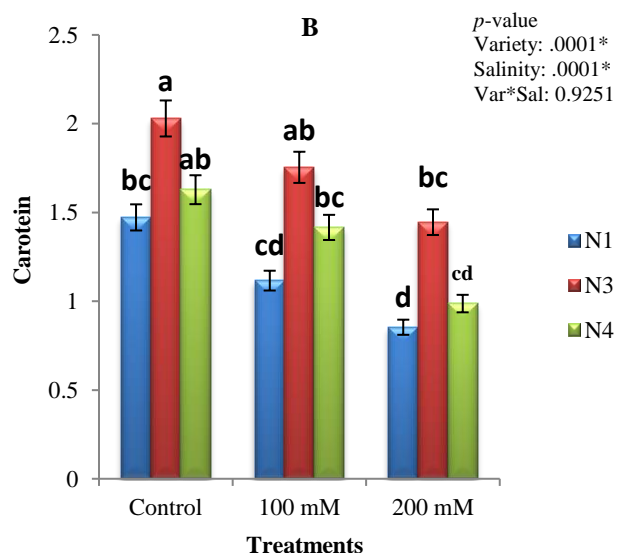 B
p-value
Variety: .0001*
Salinity: .0001*
Var*Sal: 0.9251
Carotein
2.5
2
1.5
1
0.5
0
a
ab
bc
ab
bc
bc
cd
cd
d
N1
N3
N4
Control 100 mM 200 mM
Treatments